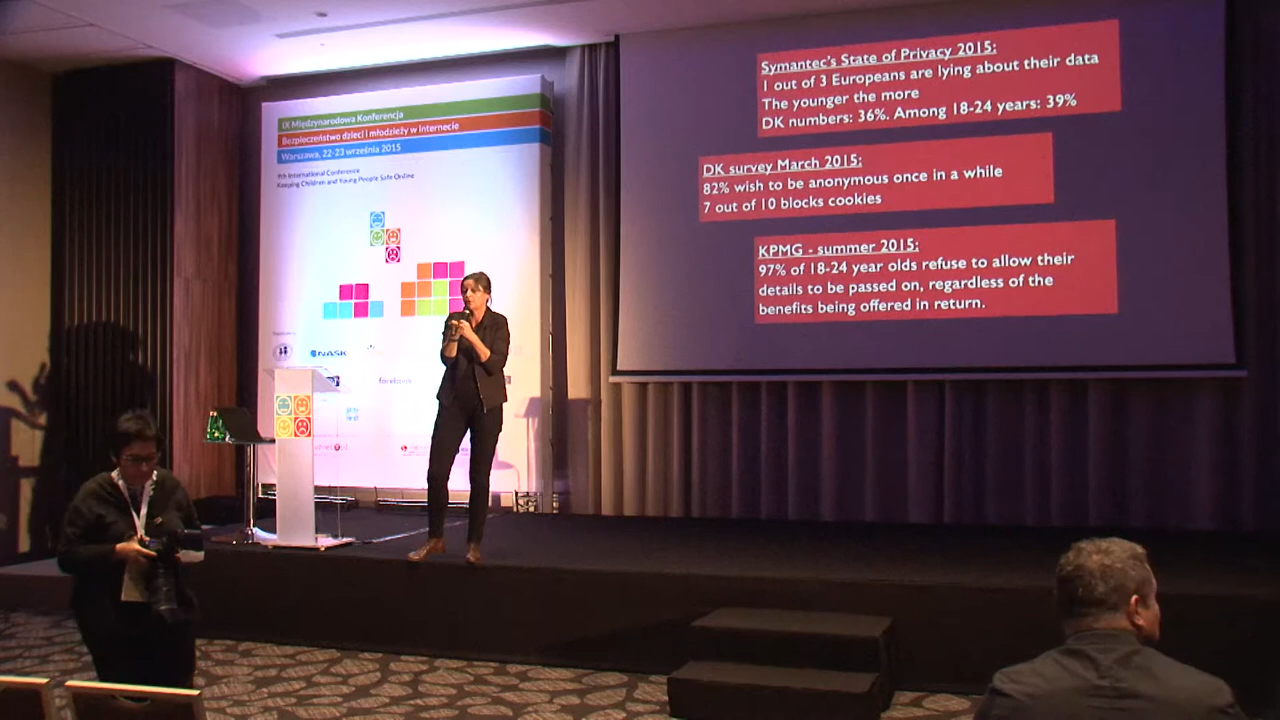 IX Międzynarodowa Konferencja
Bezpieczeństwo dzieci i młodzieży w Internecie
Warszawa, 22-23 września 2015
9th International Conference
Keeping Children and Young People Safe Online
NASK
facebook
Symantec's State of Privacy 2015:
1 out of 3 Europeans are lying about their data
The younger the more
DK numbers: 36%. Among 18-24 years: 39%
DK survey March 2015:
82% wish to be anonymous once in a while
7 out of 10 blocks cookies
KPMG - summer 2015:
97% of 18-24 year olds refuse to allow their
details to be passed on, regardless of the
benefits being offered in return.